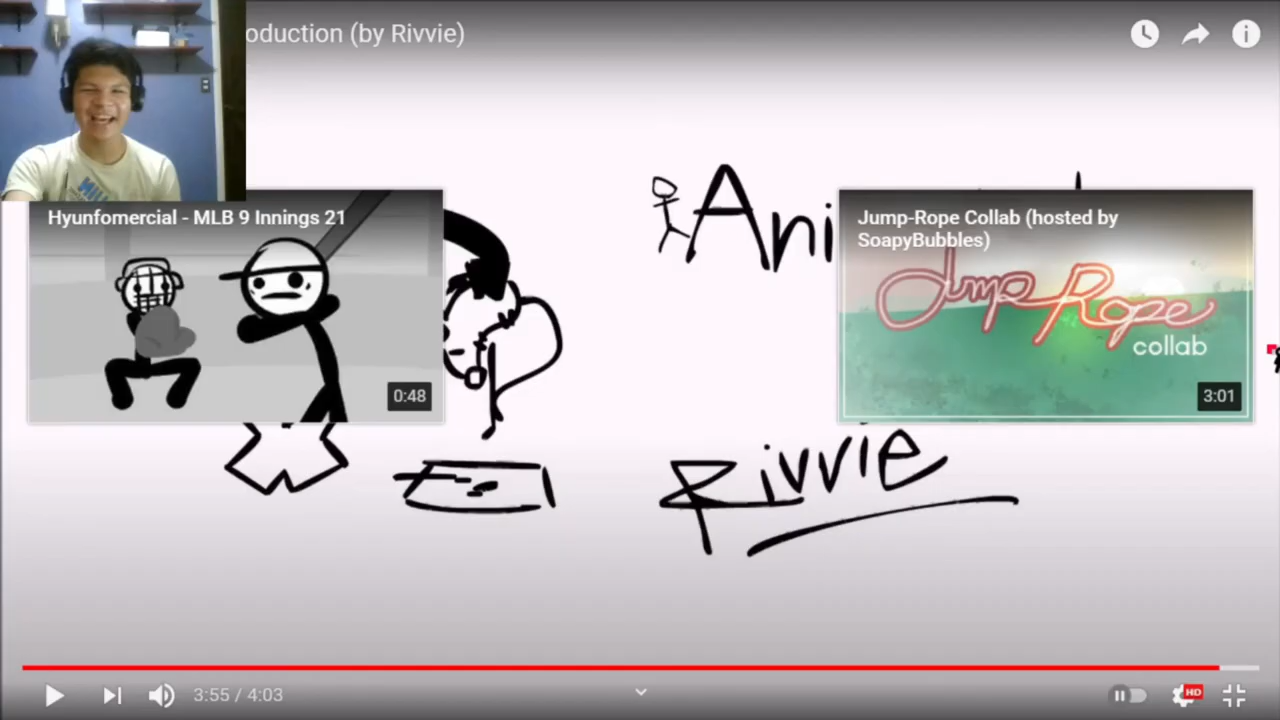 oduction (by Rivvie)
Hyunfomercial - MLB 9 Innings 21
0:48
Ani
Jump-Rope Collab (hosted by
SoapyBubbles)
Jump Rope
collab
3:01
Rivvie
3:55 / 4:03
HD